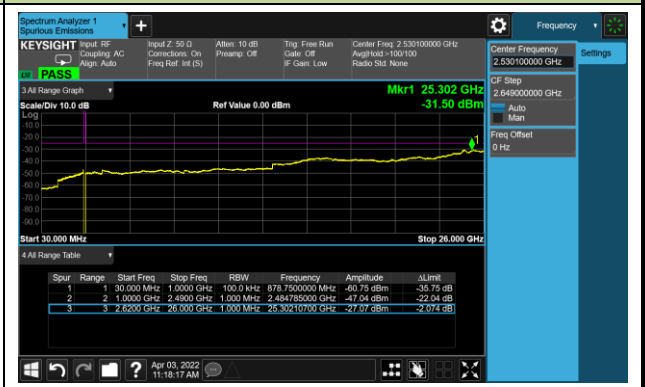 Spectrum Analyzer 1
Spurious Emissions
Frequency
KEYSIGHT
Input: RF
Coupling: AC
Align: Auto
Input Z: 50 Ω
Corrections: On
Freq Ref: Int (S)
Atten: 10 dB
Preamp: Off
Trig: Free Run
Gate: Off
IF Gain: Low
Center Freq: 2.530100000 GHz
Avg|Hold:>100/100
Radio Std: None
PASS
3 All Range Graph
Mkr1 25.302 GHz
Scale/Div 10.0 dB
Ref Value 0.00 dBm
-31.50 dBm
Log
-10.0
-20.0
-30.0
-40.0
-50.0
-60.0
-70.0
-80.0
-90.0
1
Start 30.000 MHz
Stop 26.000 GHz
4 All Range Table
Spur Range Start Freq Stop Freq RBW Frequency Amplitude ΔLimit
1 1 30.000 MHz 1.0000 GHz 100.0 kHz 878.7500000 MHz -60.75 dBm -35.75 dB
2 2 1.0000 GHz 2.4900 GHz 1.000 MHz 2.484785000 GHz -47.04 dBm -22.04 dB
3 3 2.6200 GHz 26.000 GHz 1.000 MHz 25.30210700 GHz -27.07 dBm -2.074 dB
Apr 03, 2022
11:18:17 AM
Center Frequency
2.530100000 GHz
Settings
CF Step
2.649000000 GHz
Auto
Man
Freq Offset
0 Hz